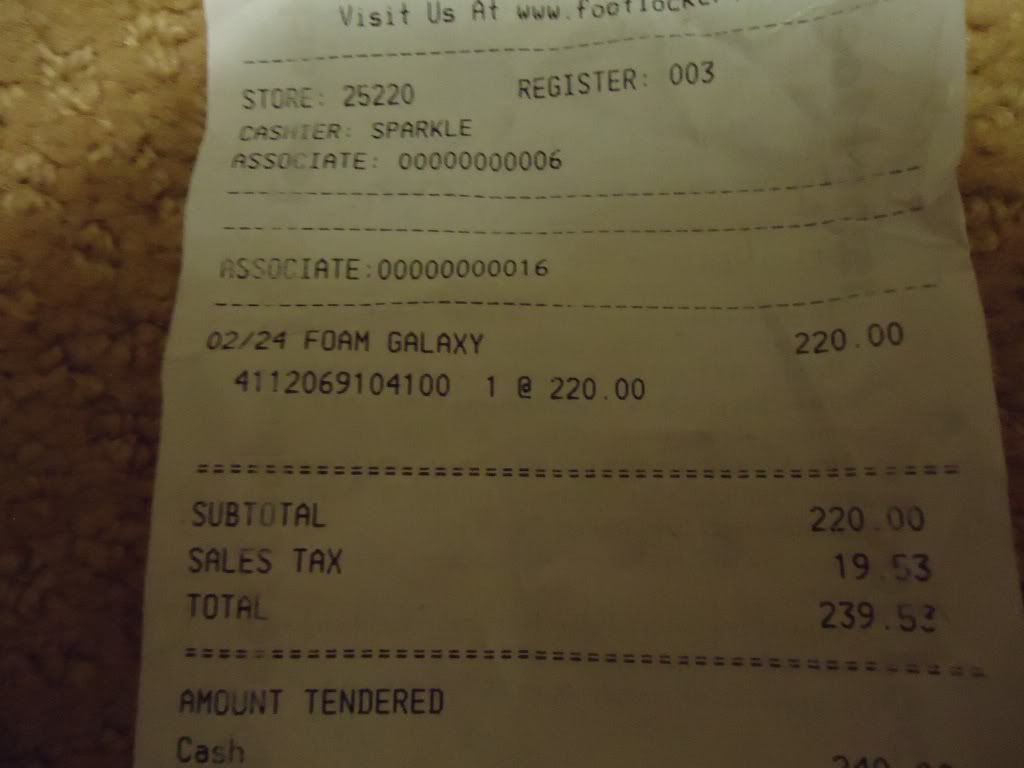 Visit Us At www.footlocker.
STORE: 25220 REGISTER: 003
CASHIER: SPARKLE
ASSOCIATE: 00000000006
ASSOCIATE:00000000016
02/24 FOAM GALAXY 220.00
4112069104100 1 @ 220.00
SUBTOTAL 220.00
SALES TAX 19.53
TOTAL 239.53
AMOUNT TENDERED
Cash